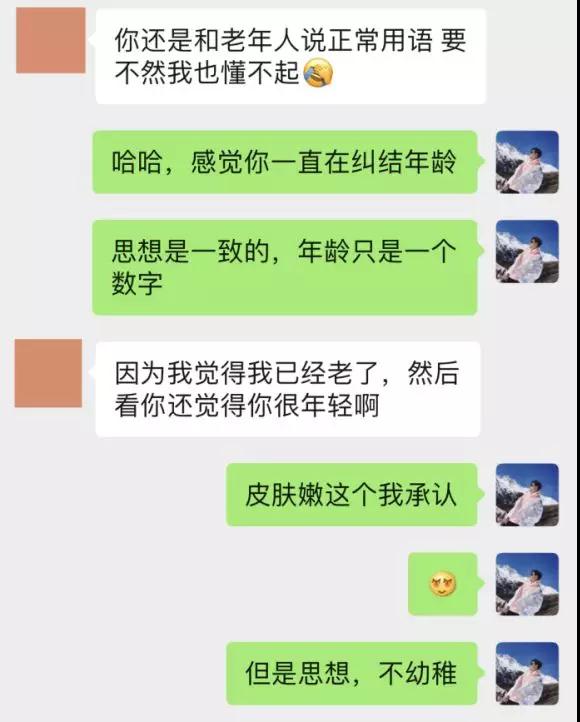 你还是和老年人说正常用语 要
不然我也懂不起🤣
哈哈，感觉你一直在纠结年龄
思想是一致的，年龄只是一个
数字
因为我觉得我已经老了，然后
看你还觉得你很年轻啊
皮肤嫩这个我承认
😍
但是思想，不幼稚